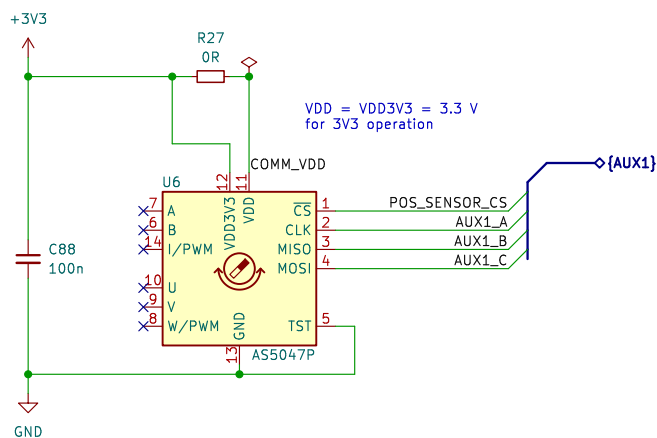 +3V3
R27
0R
VDD = VDD3V3 = 3.3 V
for 3V3 operation
{AUX1}
COMM_VDD
12
11
U6
VDD3V3
VDD
7
A
6
B
14
I/PWM
10
U
9
V
8
W/PWM
CS
1
POS_SENSOR_CS
CLK
2
AUX1_A
MISO
3
AUX1_B
MOSI
4
AUX1_C
TST
5
C88
100n
GND
13
AS5047P
GND